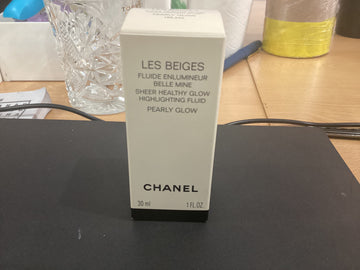 LES BEIGES
FLUIDE ENLUMINEUR
BELLE MINE
SHEER HEALTHY GLOW
HIGHLIGHTING FLUID
PEARLY GLOW
CHANEL
30 ml 1 FL. OZ.